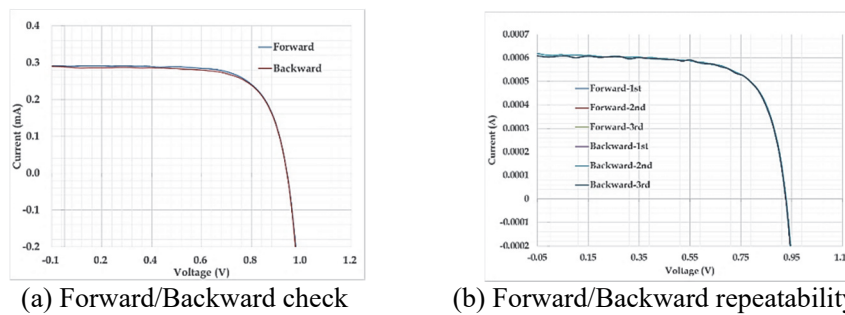 0.4
0.3
0.2
0.1
0.0
-0.1
-0.2
Current (mA)
Forward
Backward
-0.1 0.2 0.4 0.6 0.8 1.0 1.2
Voltage (V)
(a) Forward/Backward check
0.0007
0.0006
0.0005
0.0004
0.0003
0.0002
0.0001
0
-0.0001
-0.0002
Current (A)
Forward-1st
Forward-2nd
Forward-3rd
Backward-1st
Backward-2nd
Backward-3rd
-0.05 0.15 0.35 0.55 0.75 0.95 1.1
Voltage (V)
(b) Forward/Backward repeatability